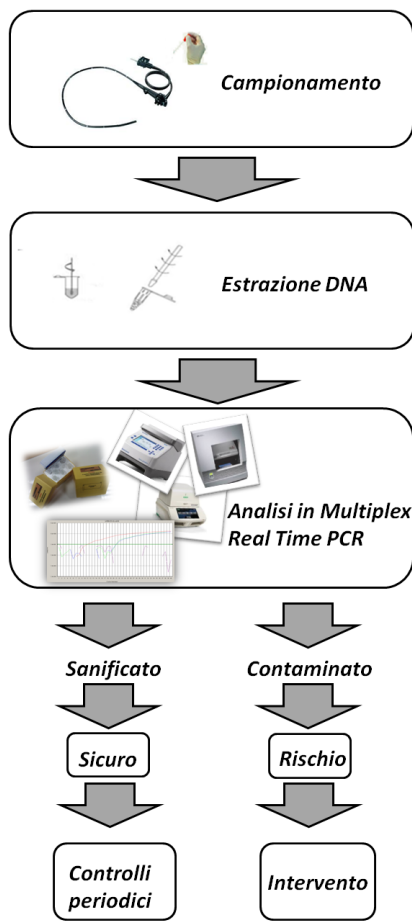 Campionamento
Estrazione DNA
Analisi in Multiplex
Real Time PCR
Sanificato
Contaminato
Sicuro
Rischio
Controlli
periodici
Intervento